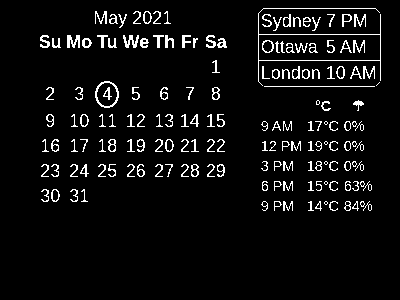 May 2021
Su Mo Tu We Th Fr Sa
1
2 3 4 5 6 7 8
9 10 11 12 13 14 15
16 17 18 19 20 21 22
23 24 25 26 27 28 29
30 31
Sydney 7 PM
Ottawa 5 AM
London 10 AM
°C ☂
9 AM 17°C 0%
12 PM 19°C 0%
3 PM 18°C 0%
6 PM 15°C 63%
9 PM 14°C 84%